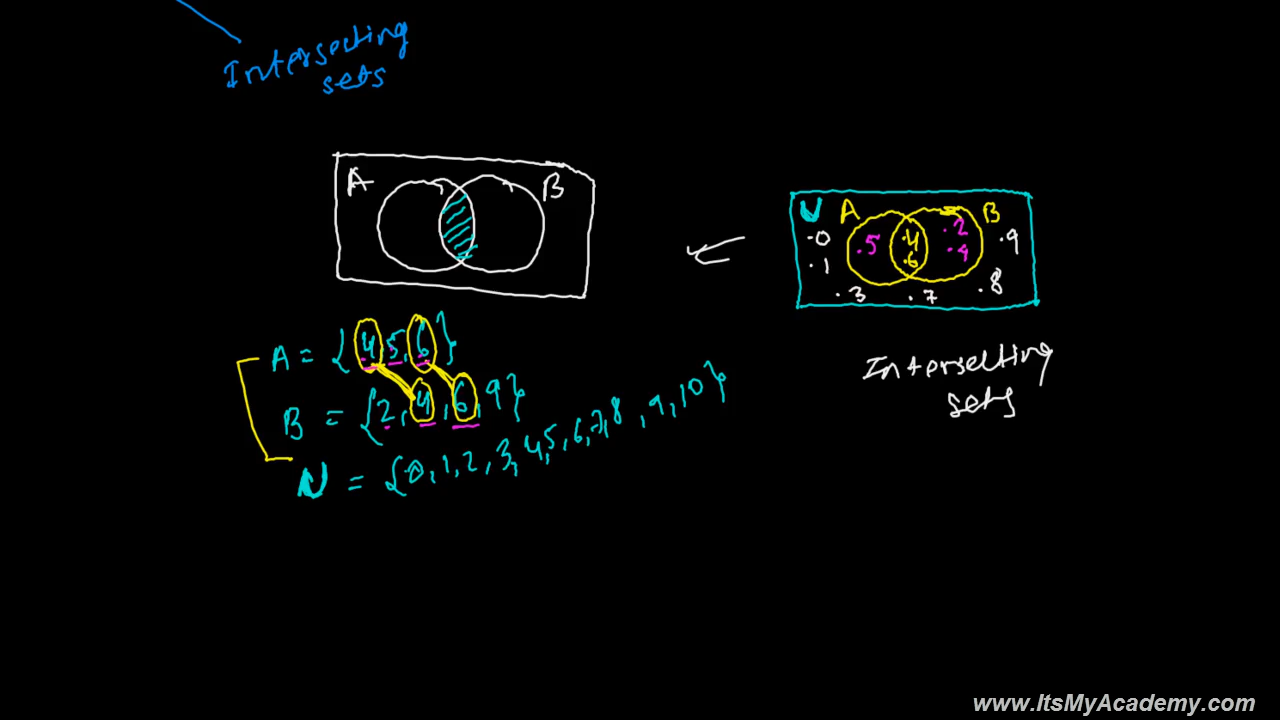 Intersecting
sets
A
B
U A B
.0 .5 .4 .2 .9
.1 .6 .9
.3 .7 .8
A = {4,5,6}
B = {2,4,6,9}
U = {0,1,2,3,4,5,6,7,8,9,10}
Intersecting
sets
www.ItsMyAcademy.com